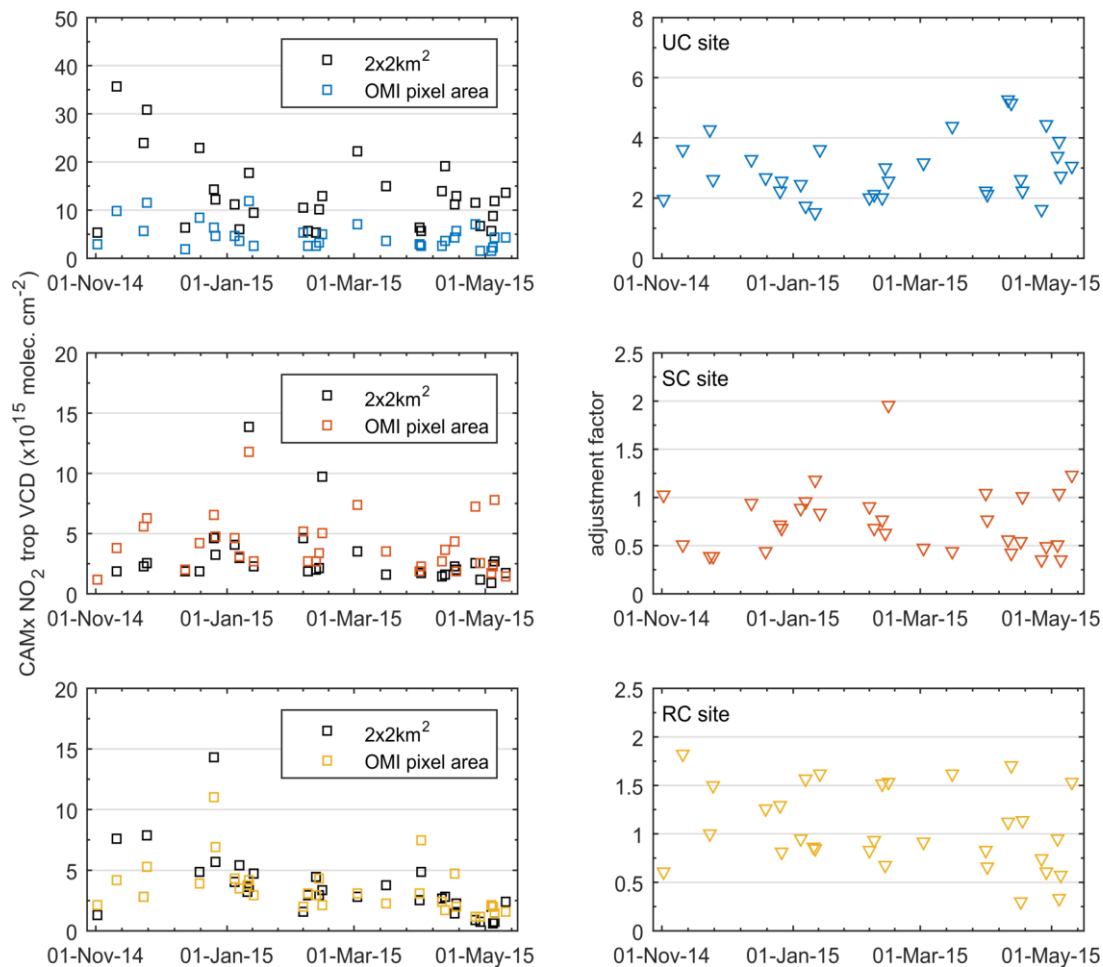 CAMx NO2 trop VCD (x10^15 molec. cm^-2)
50
40
30
20
10
0
2x2km²
OMI pixel area
01-Nov-14 01-Jan-15 01-Mar-15 01-May-15
UC site
8
6
4
2
0
01-Nov-14 01-Jan-15 01-Mar-15 01-May-15
20
15
10
5
0
2x2km²
OMI pixel area
01-Nov-14 01-Jan-15 01-Mar-15 01-May-15
adjustment factor
SC site
2.5
2
1.5
1
0.5
0
01-Nov-14 01-Jan-15 01-Mar-15 01-May-15
20
15
10
5
0
2x2km²
OMI pixel area
01-Nov-14 01-Jan-15 01-Mar-15 01-May-15
RC site
2.5
2
1.5
1
0.5
0
01-Nov-14 01-Jan-15 01-Mar-15 01-May-15